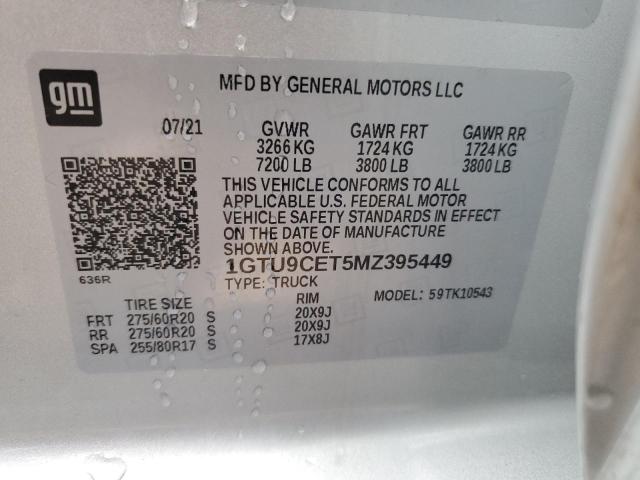 gm
MFD BY GENERAL MOTORS LLC
07/21 GVWR GAWR FRT GAWR RR
3266 KG 1724 KG 1724 KG
7200 LB 3800 LB 3800 LB
THIS VEHICLE CONFORMS TO ALL
APPLICABLE U.S. FEDERAL MOTOR
VEHICLE SAFETY STANDARDS IN EFFECT
ON THE DATE OF MANUFACTURE
SHOWN ABOVE.
1GTU9CET5MZ395449
636R
TYPE: TRUCK MODEL: 59TK10543
TIRE SIZE RIM
FRT 275/60R20 S 20X9J
RR 275/60R20 S 20X9J
SPA 255/80R17 S 17X8J